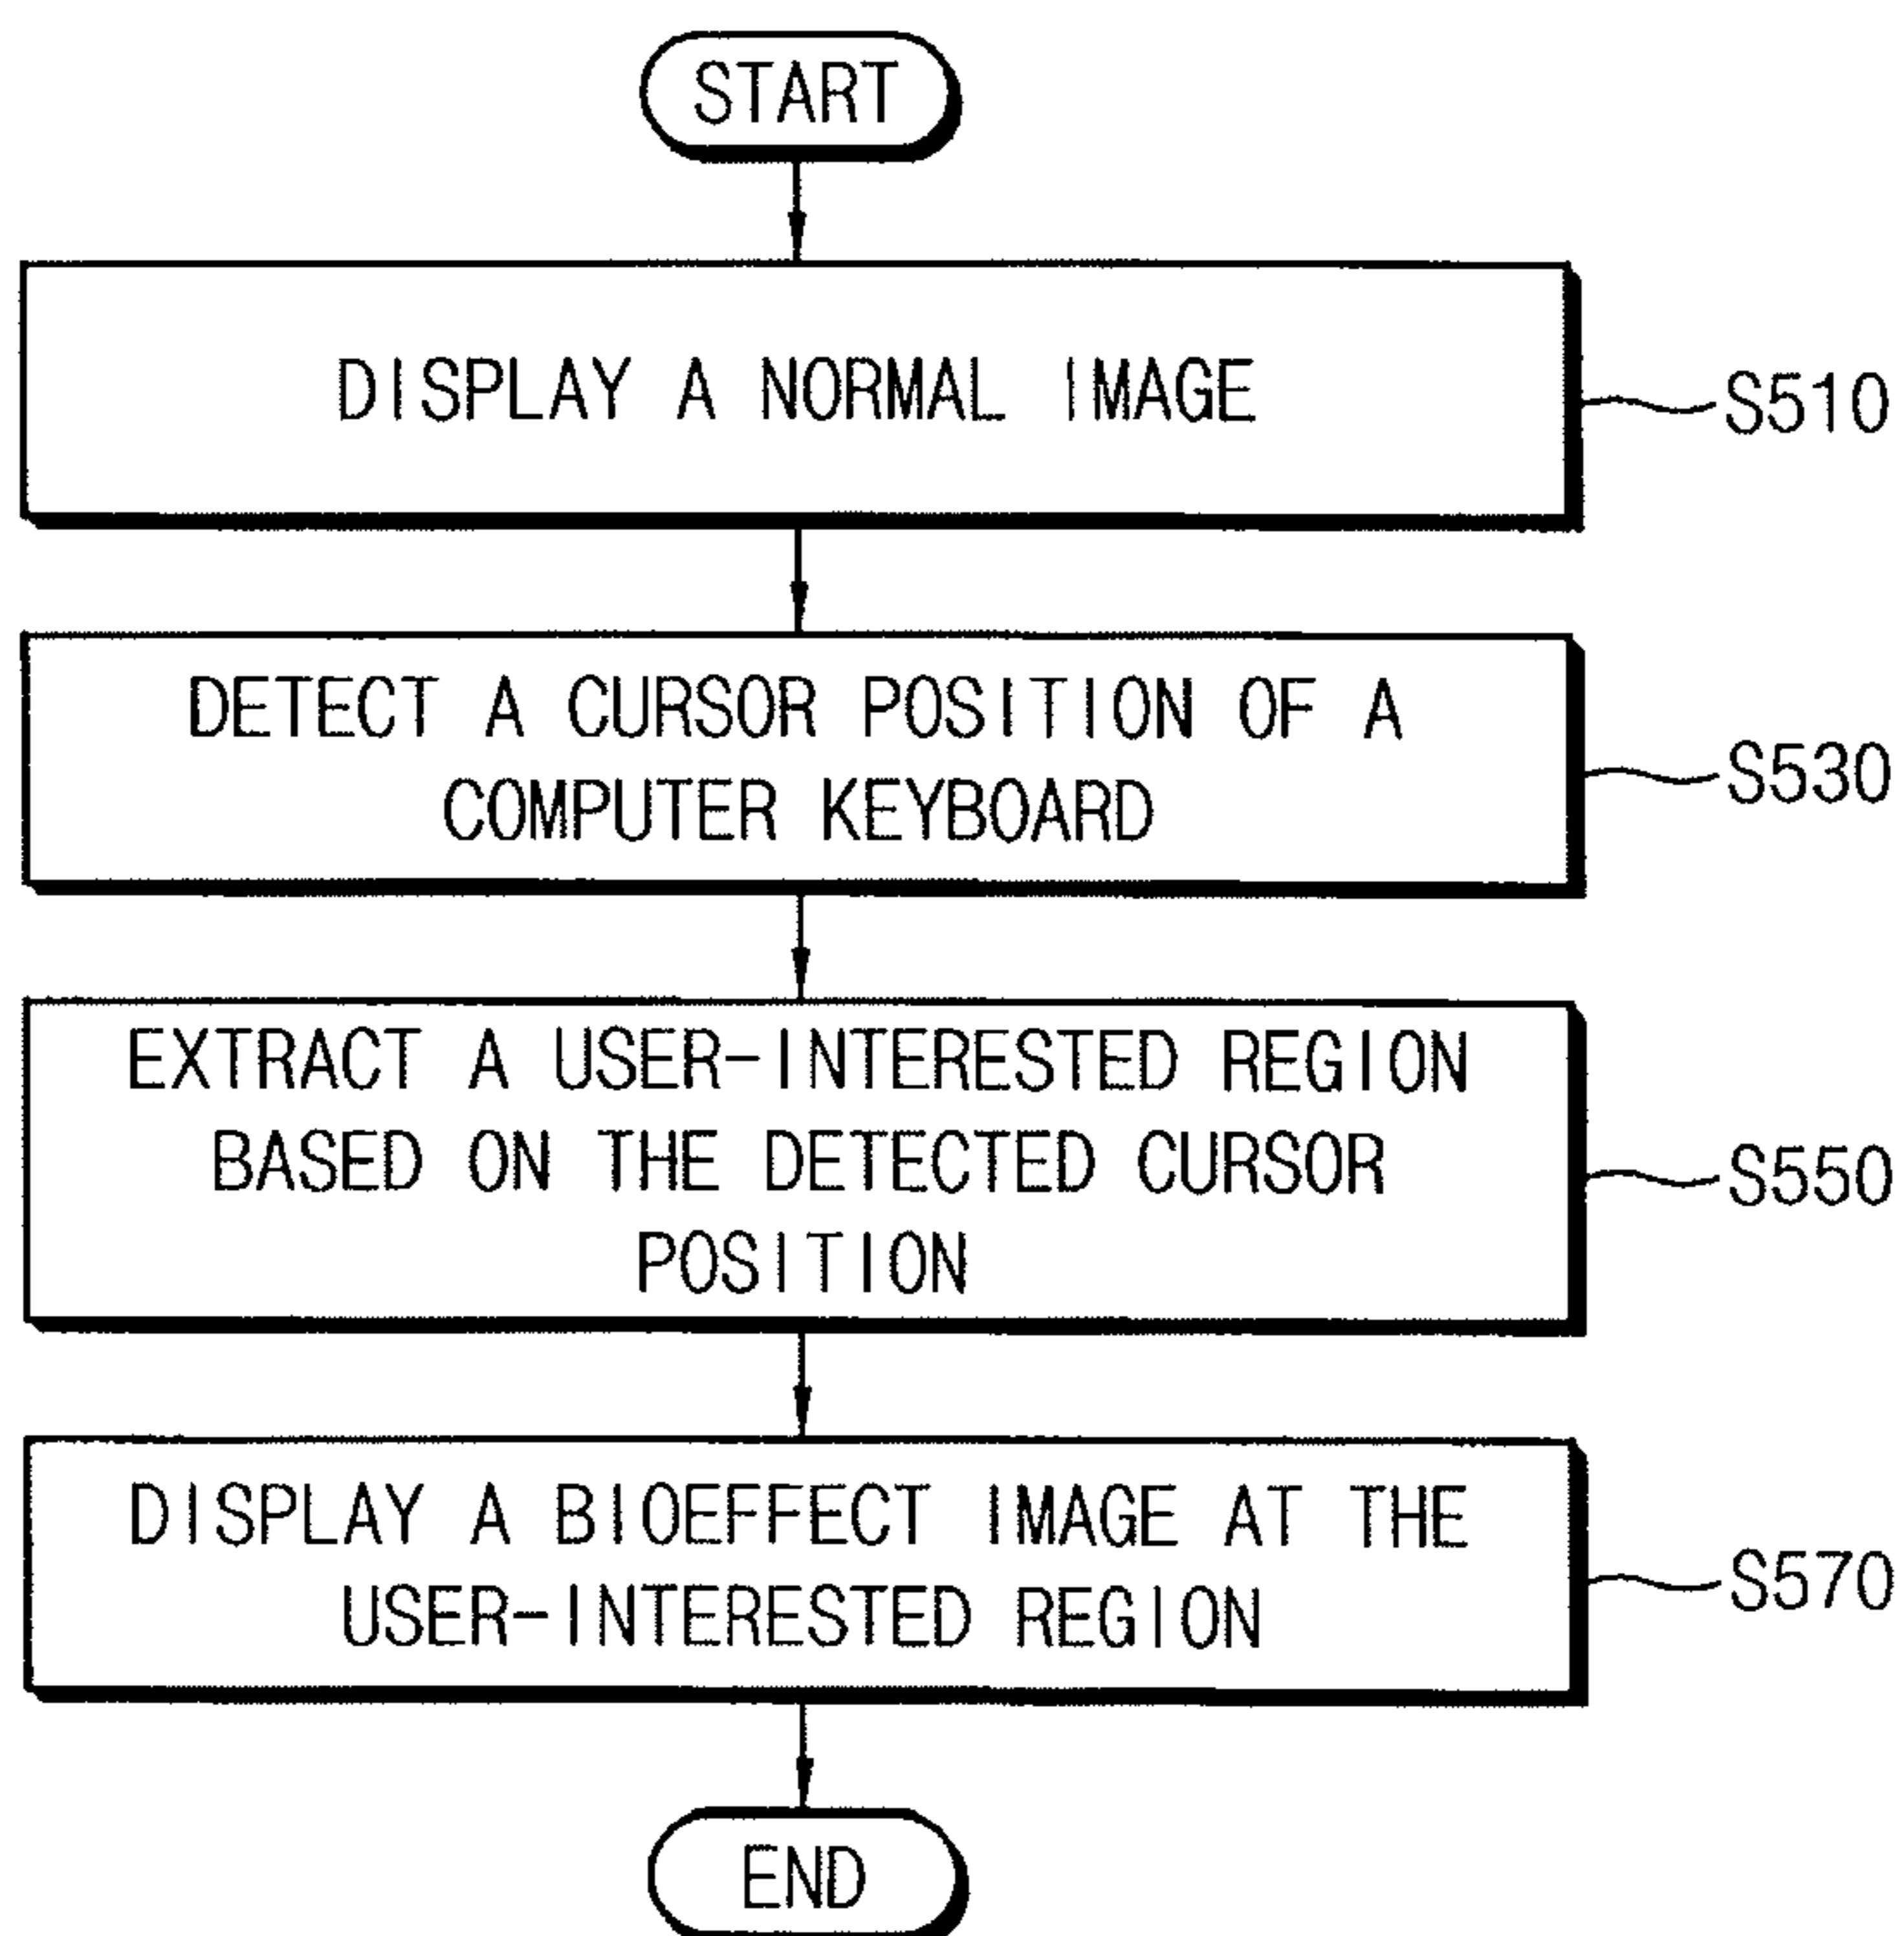 START
DISPLAY A NORMAL IMAGE
S510
DETECT A CURSOR POSITION OF A
COMPUTER KEYBOARD
S530
EXTRACT A USER-INTERESTED REGION
BASED ON THE DETECTED CURSOR
POSITION
S550
DISPLAY A BIOEFFECT IMAGE AT THE
USER-INTERESTED REGION
S570
END